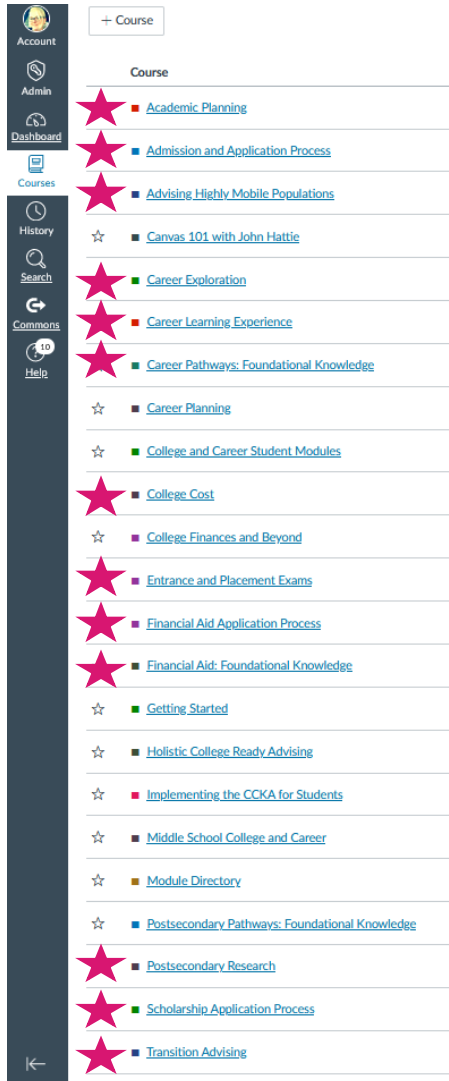 + Course
Account
Admin
Dashboard
Courses
History
Search
Commons
10
Help
Course
Academic Planning
Admission and Application Process
Advising Highly Mobile Populations
Canvas 101 with John Hattie
Career Exploration
Career Learning Experience
Career Pathways: Foundational Knowledge
Career Planning
College and Career Student Modules
College Cost
College Finances and Beyond
Entrance and Placement Exams
Financial Aid Application Process
Financial Aid: Foundational Knowledge
Getting Started
Holistic College Ready Advising
Implementing the CCKA for Students
Middle School College and Career
Module Directory
Postsecondary Pathways: Foundational Knowledge
Postsecondary Research
Scholarship Application Process
Transition Advising